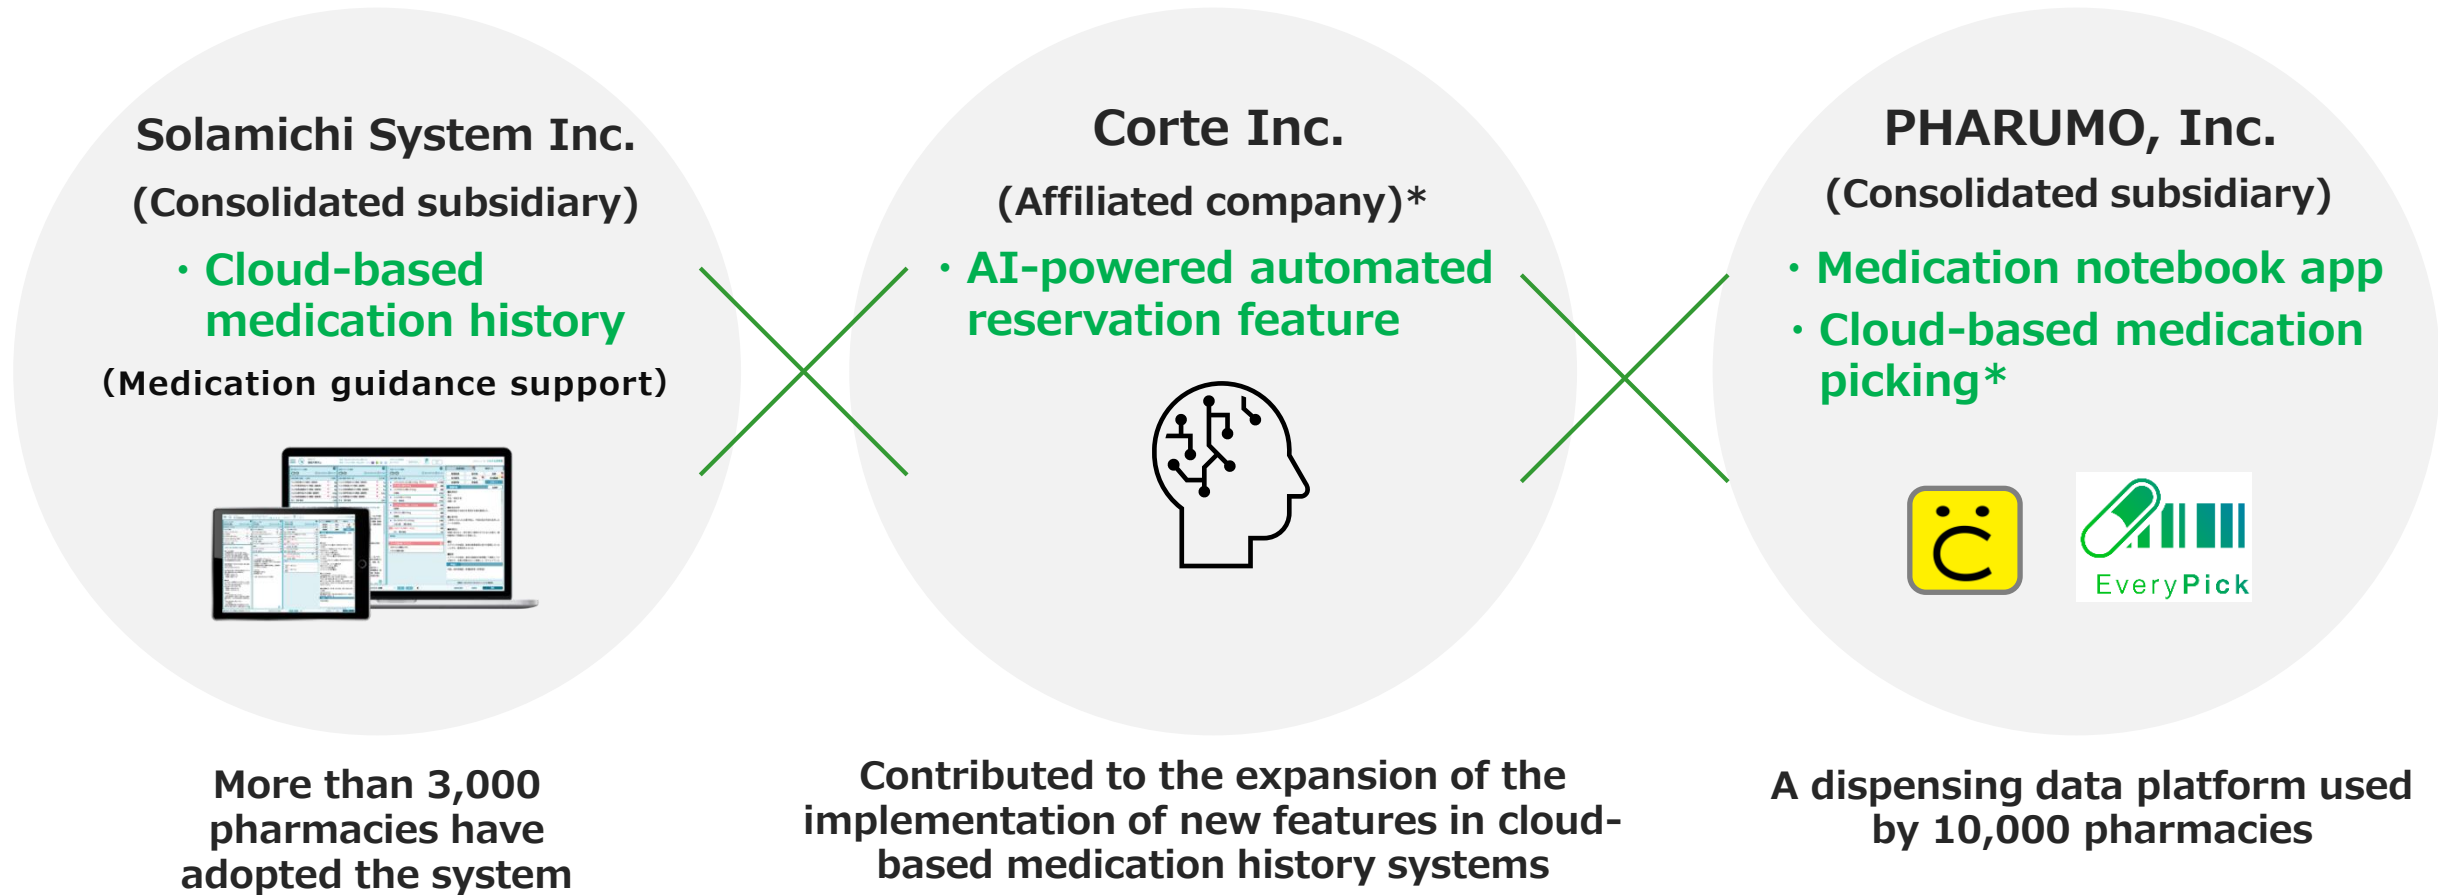 Solamichi System Inc.
(Consolidated subsidiary)
・Cloud-based
medication history
(Medication guidance support)
More than 3,000
pharmacies have
adopted the system
Corte Inc.
(Affiliated company)*
・AI-powered automated
reservation feature
Contributed to the expansion of the
implementation of new features in cloud-
based medication history systems
PHARUMO, Inc.
(Consolidated subsidiary)
・Medication notebook app
・Cloud-based medication
picking*
EveryPick
A dispensing data platform used
by 10,000 pharmacies